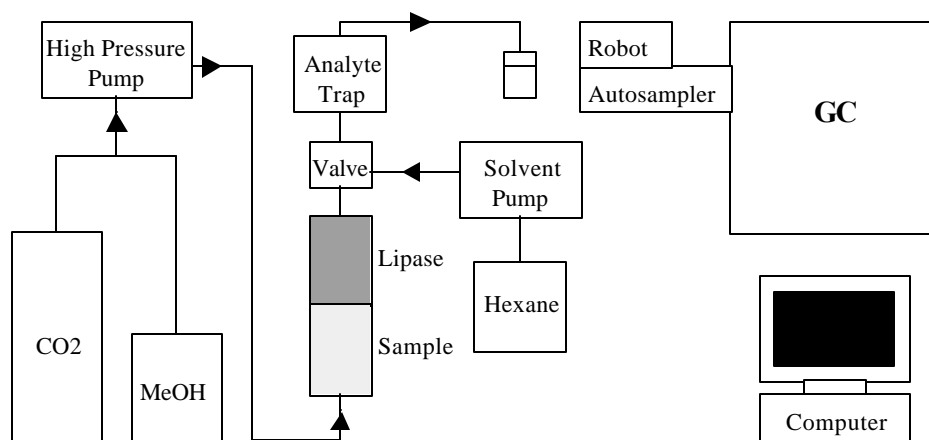 High Pressure
Pump
Analyte
Trap
Robot
Autosampler
GC
Valve
Solvent
Pump
Lipase
Hexane
Sample
CO2
MeOH
Computer